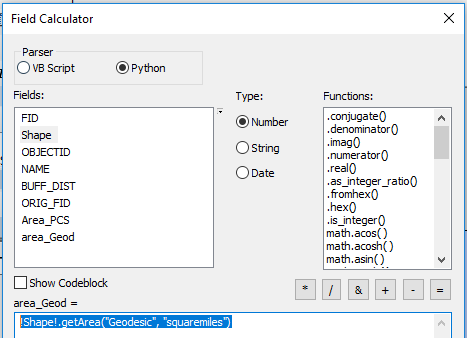 Field Calculator
Parser
VB Script
Python
Fields:
Type:
Functions:
FID
Shape
OBJECTID
NAME
BUFF_DIST
ORIG_FID
Area_PCS
area_Geod
Number
String
Date
.conjugate()
.denominator()
.imag()
.numerator()
.real()
.as_integer_ratio()
.fromhex()
.hex()
.is_integer()
math.acos( )
math.acosh( )
math.asin( )
Show Codeblock
* / & + - =
area_Geod =
!Shape!.getArea("Geodesic", "squaremiles")